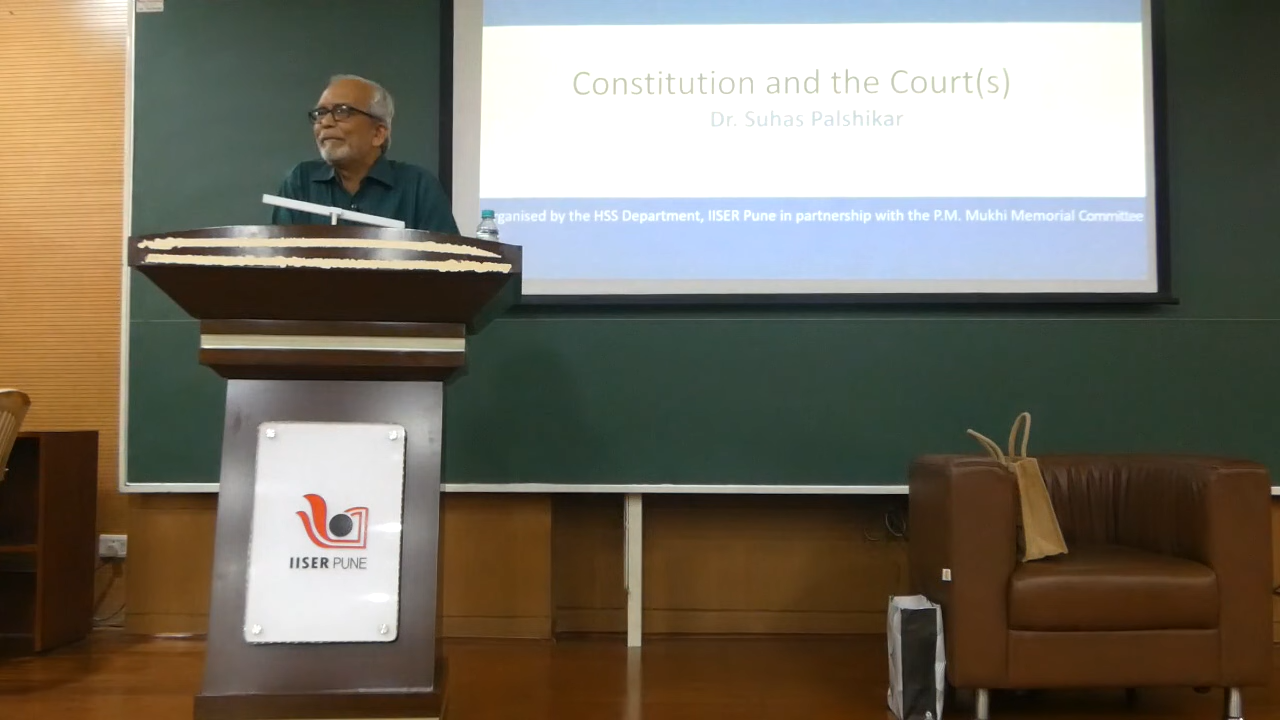 Constitution and the Court(s)
Dr. Suhas Palshikar
rganised by the HSS Department, IISER Pune in partnership with the P.M. Mukhi Memorial Committee
IISER PUNE